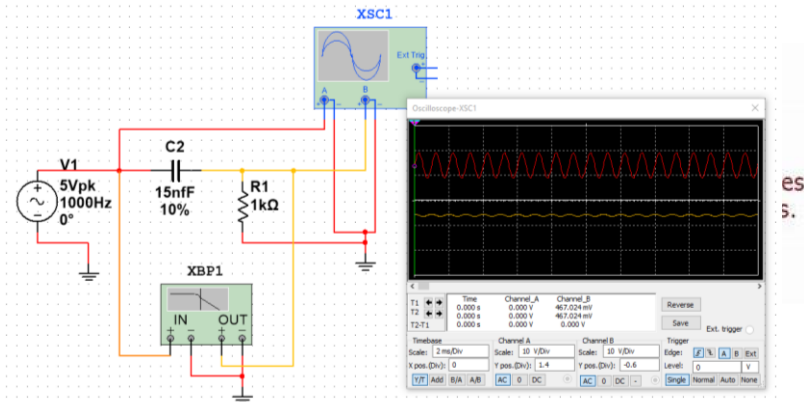 XSC1
Ext Trig
+
-
A
B
+ - + -
V1
5Vpk
1000Hz
0°
C2
15nfF
10%
R1
1kΩ
XBP1
IN OUT
+ - + -
es
s.
Oscilloscope-XSC1
Time Channel_A Channel_B
T1 0.000 s 0.000 V 467.024 mV
T2 0.000 s 0.000 V 467.024 mV
T2-T1 0.000 s 0.000 V 0.000 V
Reverse
Save
Ext. trigger
Timebase
Scale: 2 ms/Div
X pos.(Div): 0
Y/T Add B/A A/B
Channel A
Scale: 10 V/Div
Y pos.(Div): 1.4
AC 0 DC
Channel B
Scale: 10 V/Div
Y pos.(Div): -0.6
AC 0 DC -
Trigger
Edge: A B Ext
Level: 0 V
Single Normal Auto None